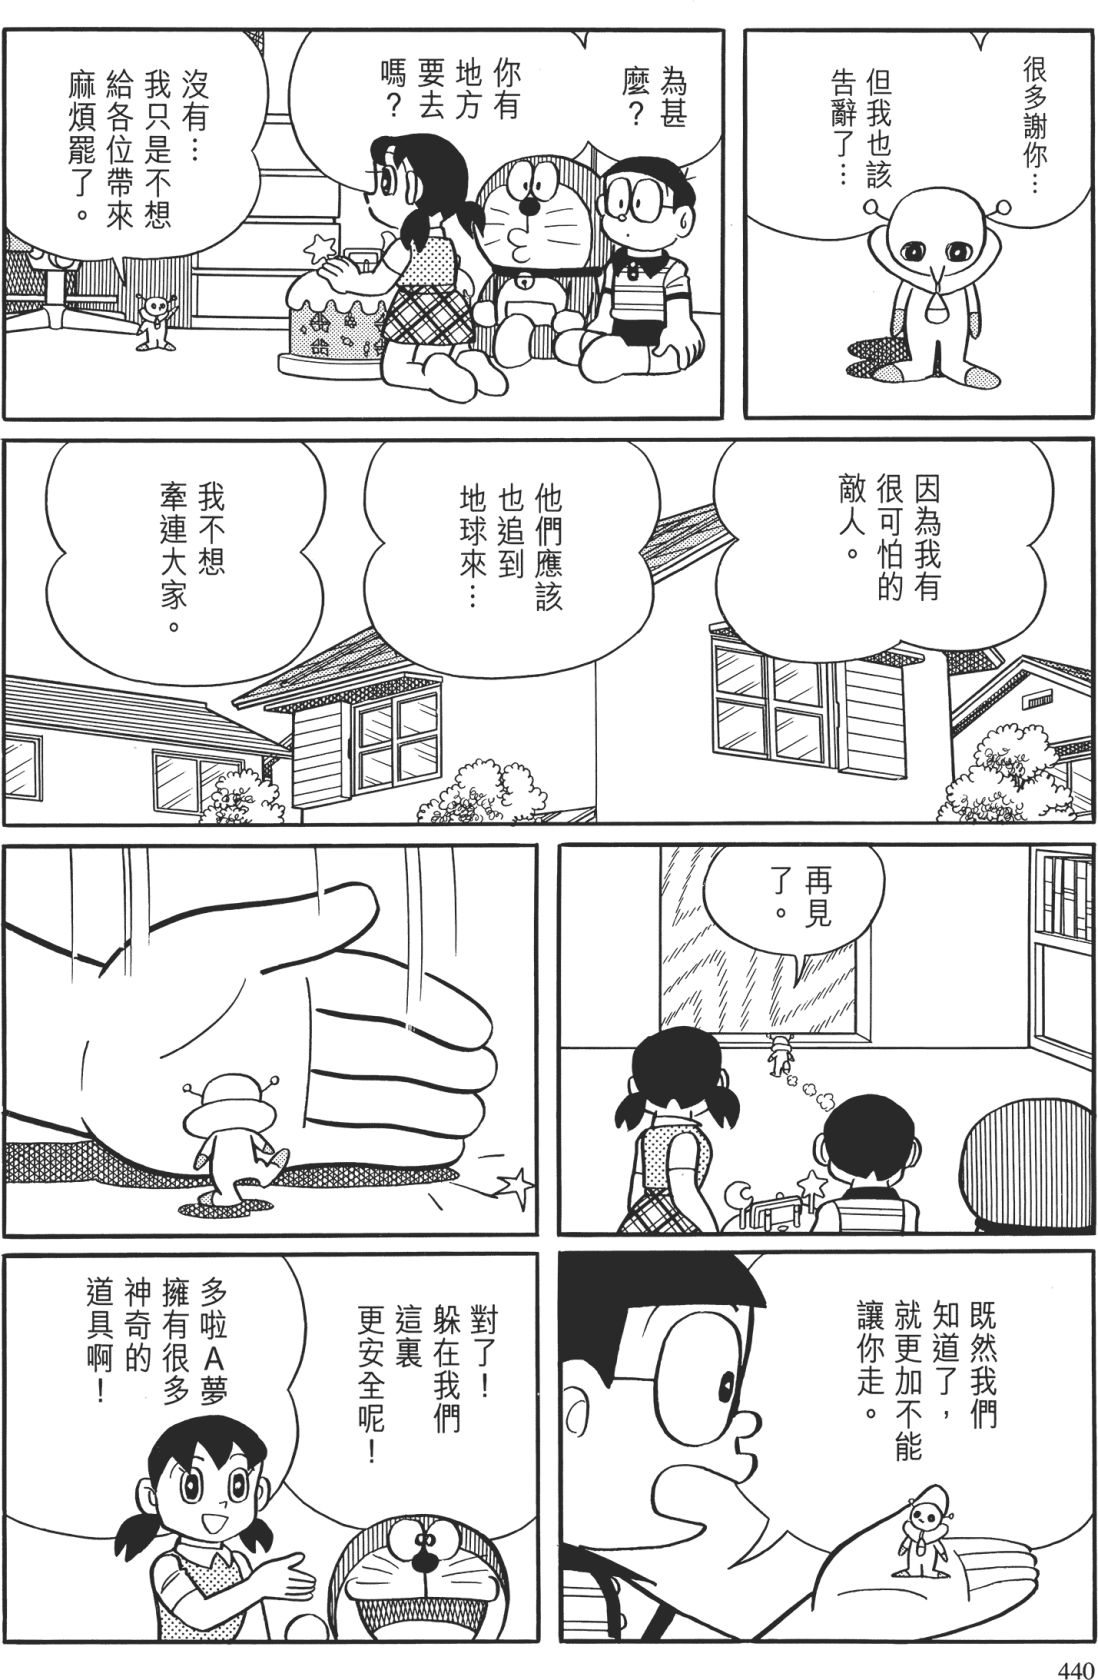 很多謝你…
但我也該
告辭了…
為甚
麼？
你有
地方
要去
嗎？
沒有…
我只是不想
給各位帶來
麻煩罷了。
因為我有
很可怕的
敵人。
他們應該
也追到
地球來…
我不想
牽連大家。
再見
了。
既然我們
知道了，
就更加不能
讓你走。
對了！
躲在我們
這裏
更安全呢！
多啦A夢
擁有很多
神奇的
道具啊！
440